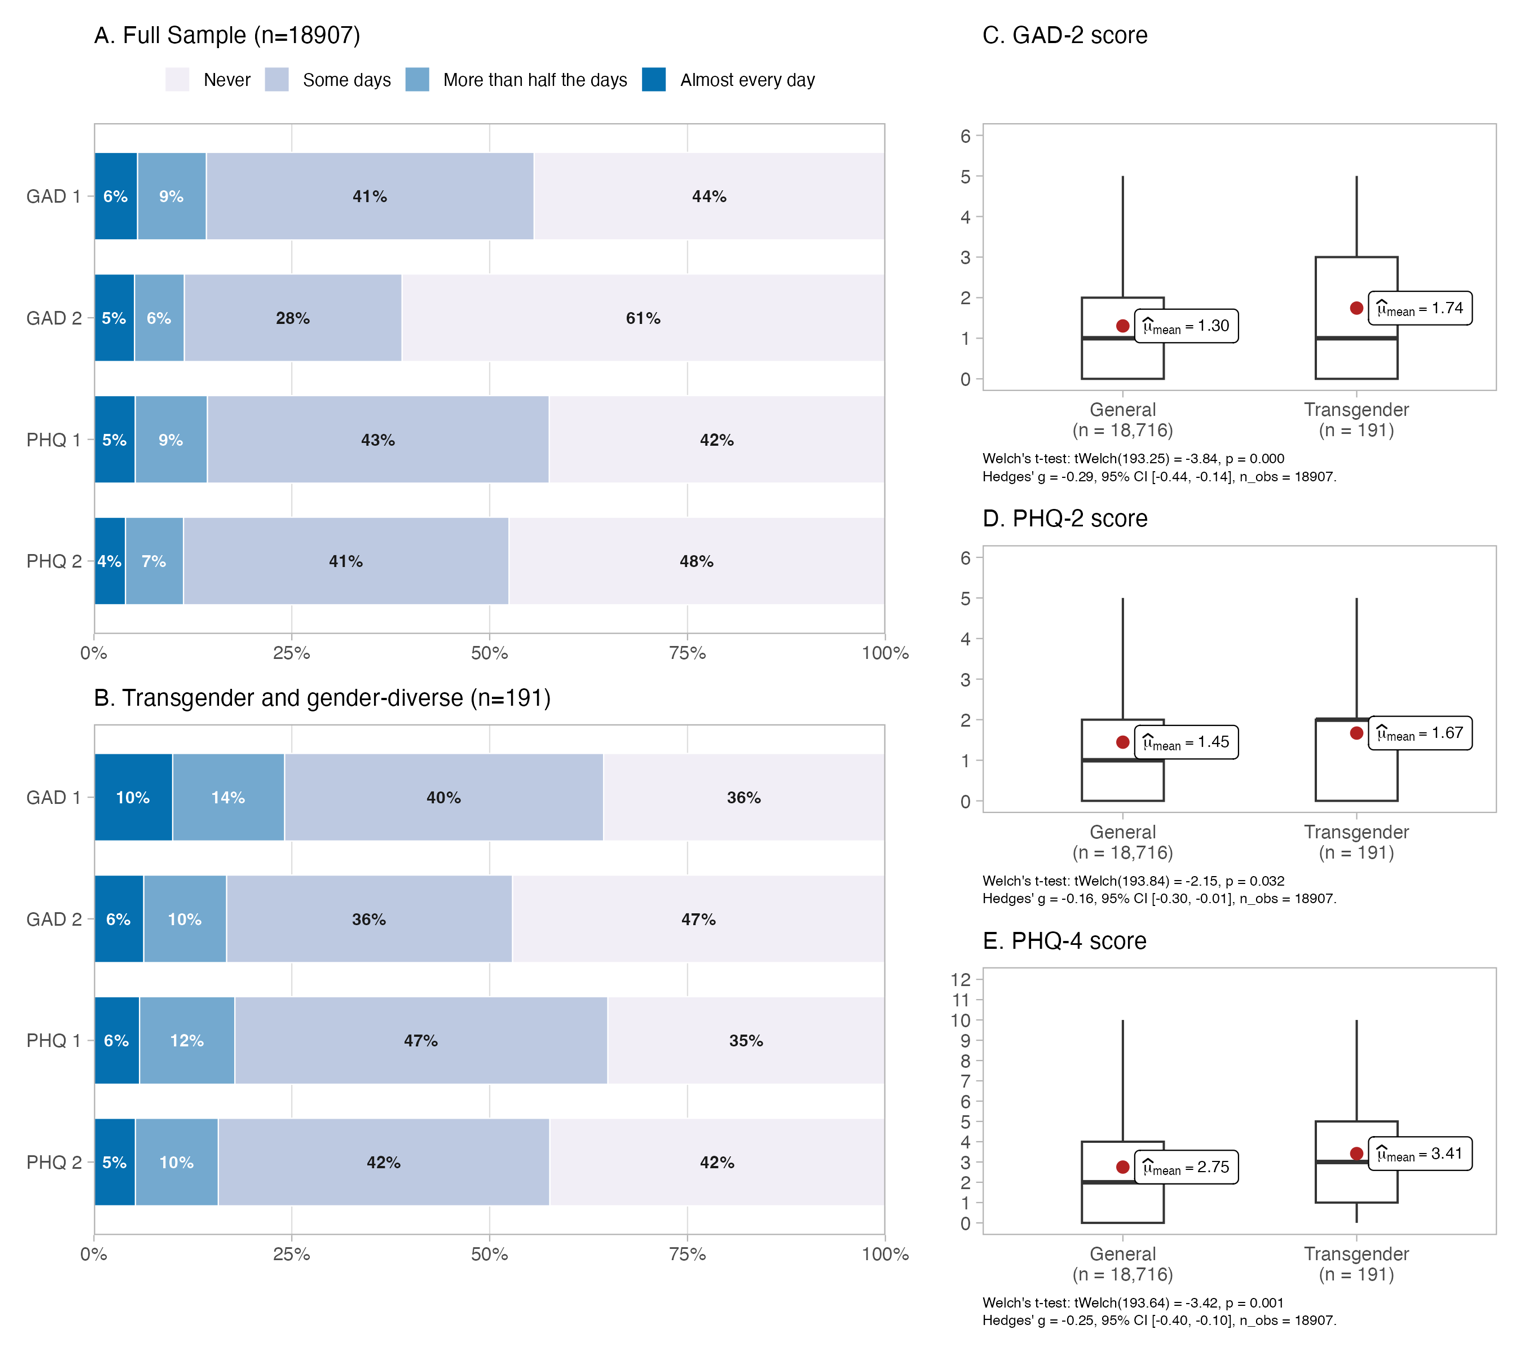 A. Full Sample (n=18907)
Never Some days More than half the days Almost every day
GAD 1 6% 9% 41% 44%
GAD 2 5% 6% 28% 61%
PHQ 1 5% 9% 43% 42%
PHQ 2 4% 7% 41% 48%
0% 25% 50% 75% 100%
B. Transgender and gender-diverse (n=191)
GAD 1 10% 14% 40% 36%
GAD 2 6% 10% 36% 47%
PHQ 1 6% 12% 47% 35%
PHQ 2 5% 10% 42% 42%
0% 25% 50% 75% 100%
C. GAD-2 score
6
5
4
3
2
1
0
μ̂mean = 1.30
μ̂mean = 1.74
General Transgender
(n = 18,716) (n = 191)
Welch's t-test: tWelch(193.25) = -3.84, p = 0.000
Hedges' g = -0.29, 95% CI [-0.44, -0.14], n_obs = 18907.
D. PHQ-2 score
6
5
4
3
2
1
0
μ̂mean = 1.45
μ̂mean = 1.67
General Transgender
(n = 18,716) (n = 191)
Welch's t-test: tWelch(193.84) = -2.15, p = 0.032
Hedges' g = -0.16, 95% CI [-0.30, -0.01], n_obs = 18907.
E. PHQ-4 score
12
11
10
9
8
7
6
5
4
3
2
1
0
μ̂mean = 2.75
μ̂mean = 3.41
General Transgender
(n = 18,716) (n = 191)
Welch's t-test: tWelch(193.64) = -3.42, p = 0.001
Hedges' g = -0.25, 95% CI [-0.40, -0.10], n_obs = 18907.